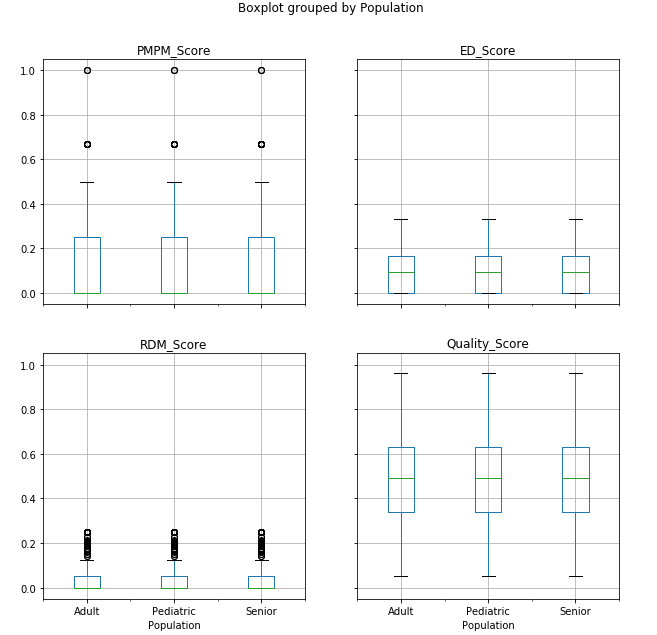 Boxplot grouped by Population
PMPM_Score
ED_Score
1.0
0.8
0.6
0.4
0.2
0.0
RDM_Score
Quality_Score
1.0
0.8
0.6
0.4
0.2
0.0
Adult Pediatric Senior
Population
Adult Pediatric Senior
Population